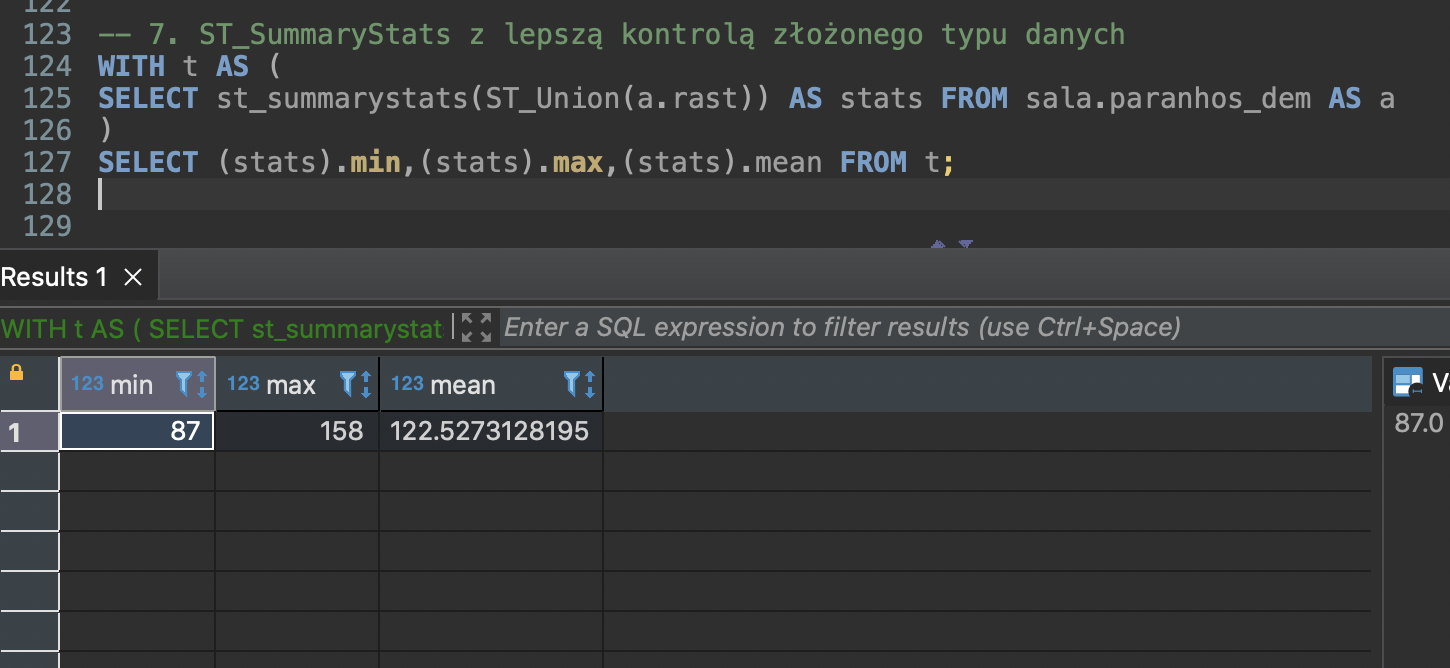 122
123 -- 7. ST_SummaryStats z lepszą kontrolą złożonego typu danych
124 WITH t AS (
125 SELECT st_summarystats(ST_Union(a.rast)) AS stats FROM sala.paranhos_dem AS a
126 )
127 SELECT (stats).min,(stats).max,(stats).mean FROM t;
128
129
Results 1
WITH t AS ( SELECT st_summarystat Enter a SQL expression to filter results (use Ctrl+Space)
123 min 123 max 123 mean
1 87 158 122.5273128195
87.0